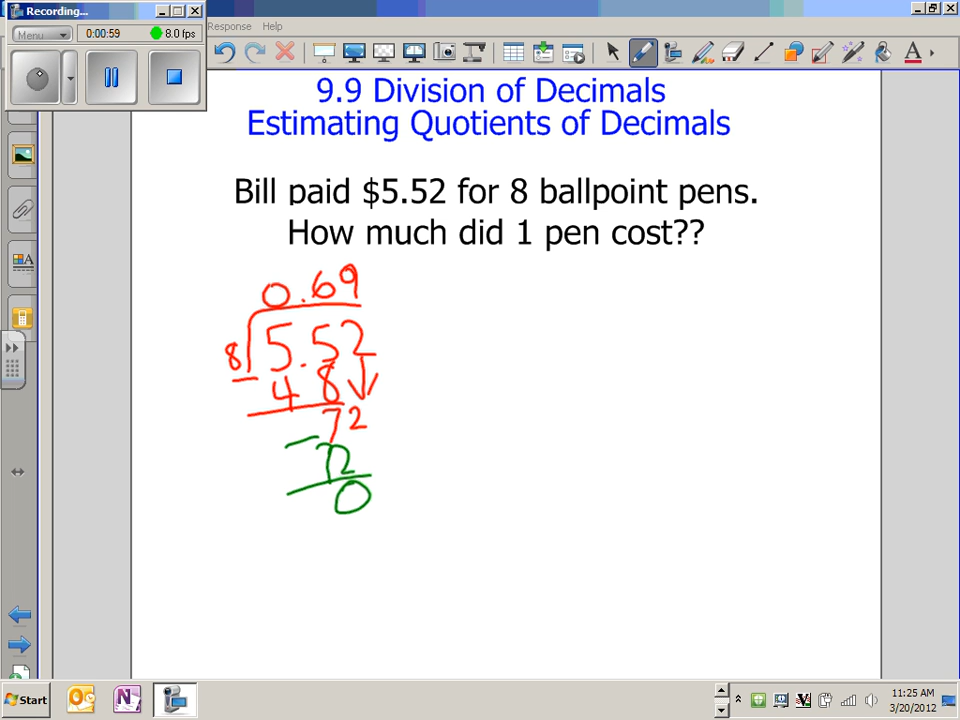 Recording...
Menu
0:00:59
8.0 fps
Response Help
9.9 Division of Decimals
Estimating Quotients of Decimals
Bill paid $5.52 for 8 ballpoint pens.
How much did 1 pen cost??
0.69
8 5.52
- 4 8
72
- 72
0
Start
11:25 AM
3/20/2012